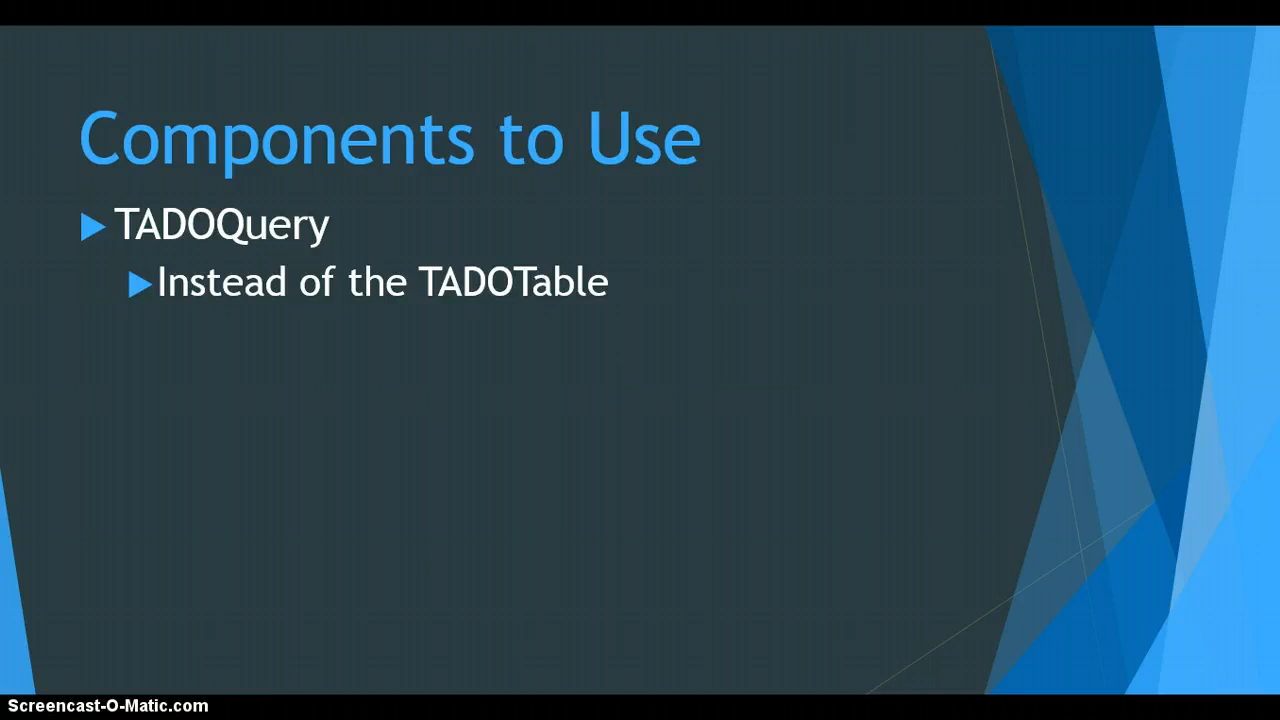 Components to Use
TADOQuery
Instead of the TADOTable
Screencast-O-Matic.com